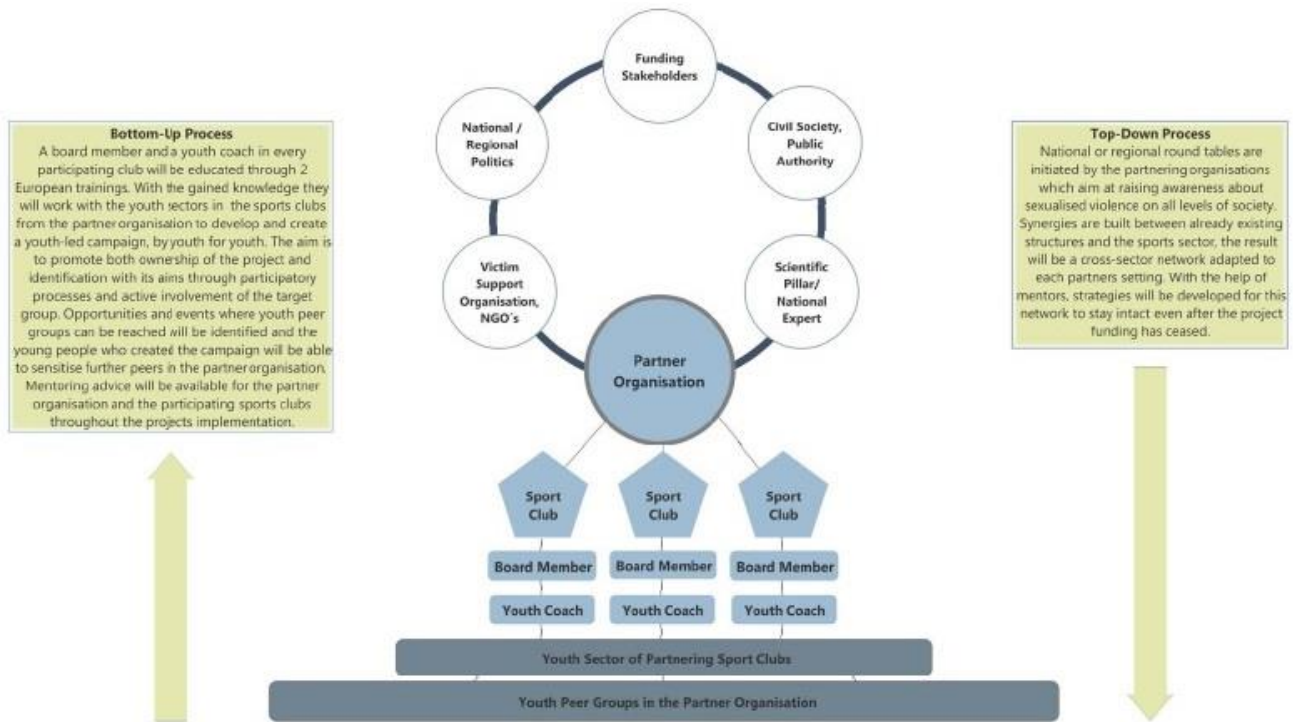 Bottom-Up Process
A board member and a youth coach in every
participating club will be educated through 2
European trainings. With the gained knowledge they
will work with the youth sectors in the sports clubs
from the partner organisation to develop and create
a youth-led campaign, by youth for youth. The aim is
to promote both ownership of the project and
identification with its aims through participatory
processes and active involvement of the target
group. Opportunities and events where youth peer
groups can be reached will be identified and the
young people who created the campaign will be able
to sensitise further peers in the partner organisation.
Mentoring advice will be available for the partner
organisation and the participating sports clubs
throughout the projects implementation.
Funding
Stakeholders
National /
Regional
Politics
Civil Society,
Public
Authority
Victim
Support
Organisation,
NGO´s
Scientific
Pillar/
National
Expert
Partner
Organisation
Top-Down Process
National or regional round tables are
initiated by the partnering organisations
which aim at raising awareness about
sexualised violence on all levels of society.
Synergies are built between already existing
structures and the sports sector, the result
will be a cross-sector network adapted to
each partners setting. With the help of
mentors, strategies will be developed for this
network to stay intact even after the project
funding has ceased.
Sport
Club
Sport
Club
Sport
Club
Board Member
Board Member
Board Member
Youth Coach
Youth Coach
Youth Coach
Youth Sector of Partnering Sport Clubs
Youth Peer Groups in the Partner Organisation